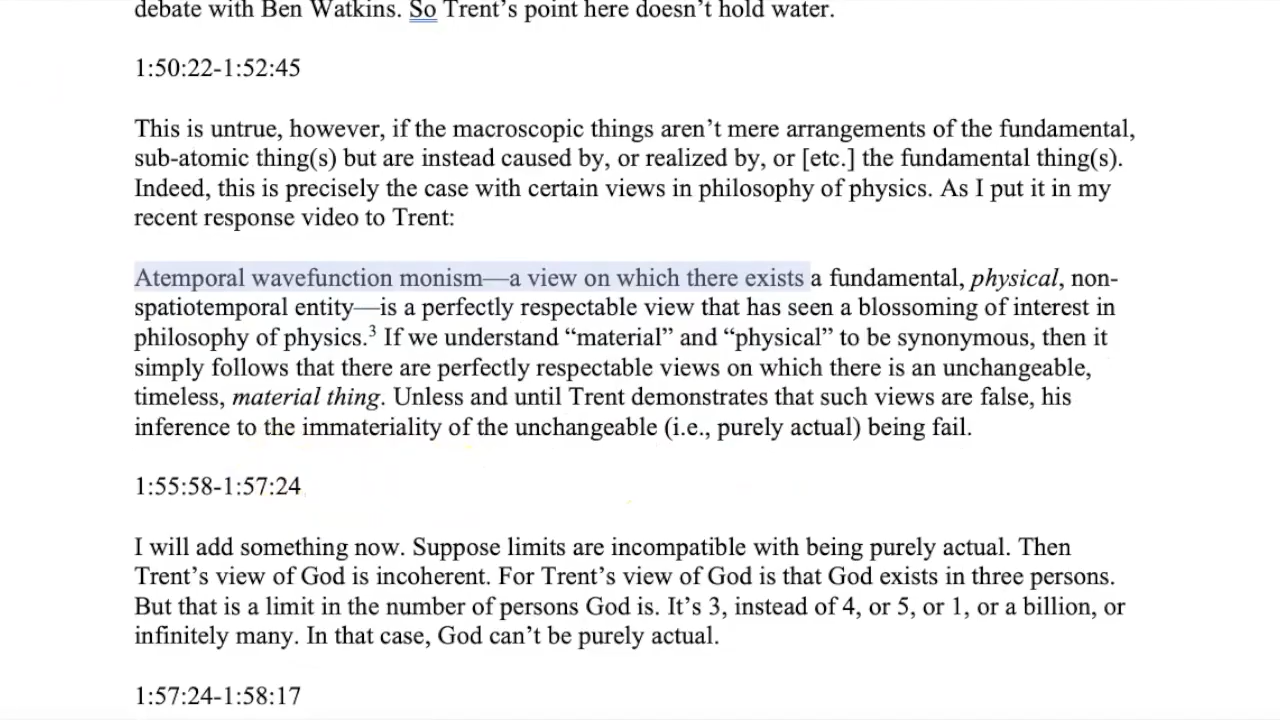 debate with Ben Watkins. So Trent’s point here doesn’t hold water.
1:50:22-1:52:45
This is untrue, however, if the macroscopic things aren’t mere arrangements of the fundamental,
sub-atomic thing(s) but are instead caused by, or realized by, or [etc.] the fundamental thing(s).
Indeed, this is precisely the case with certain views in philosophy of physics. As I put it in my
recent response video to Trent:
Atemporal wavefunction monism—a view on which there exists a fundamental, physical, non-
spatiotemporal entity—is a perfectly respectable view that has seen a blossoming of interest in
philosophy of physics.³ If we understand “material” and “physical” to be synonymous, then it
simply follows that there are perfectly respectable views on which there is an unchangeable,
timeless, material thing. Unless and until Trent demonstrates that such views are false, his
inference to the immateriality of the unchangeable (i.e., purely actual) being fail.
1:55:58-1:57:24
I will add something now. Suppose limits are incompatible with being purely actual. Then
Trent’s view of God is incoherent. For Trent’s view of God is that God exists in three persons.
But that is a limit in the number of persons God is. It’s 3, instead of 4, or 5, or 1, or a billion, or
infinitely many. In that case, God can’t be purely actual.
1:57:24-1:58:17